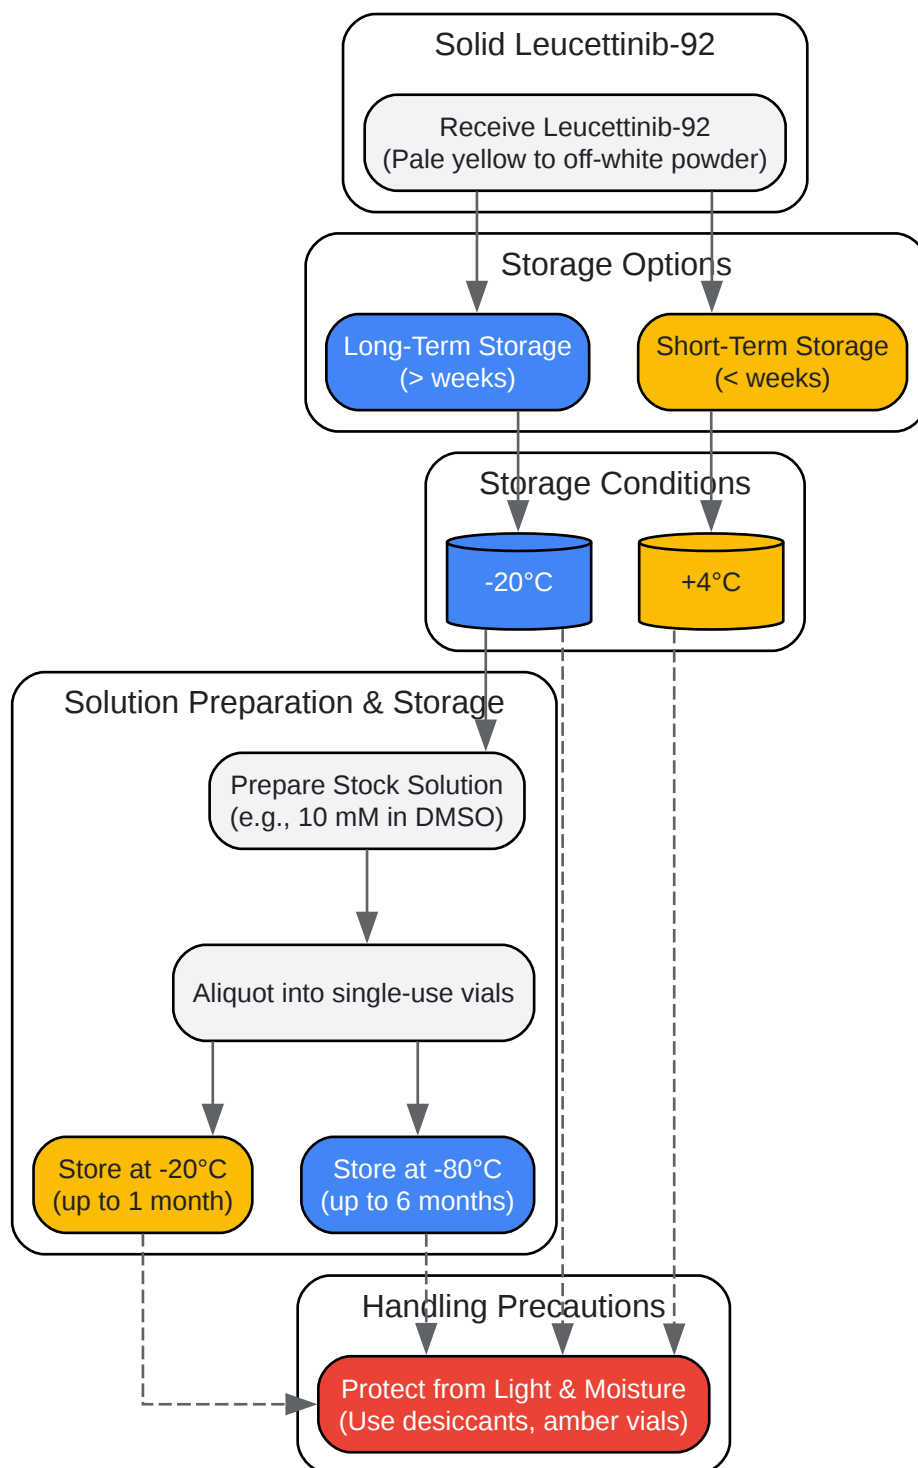 Solid Leucettinib-92
Receive Leucettinib-92
(Pale yellow to off-white powder)
Storage Options
Long-Term Storage
(> weeks)
Short-Term Storage
(< weeks)
Storage Conditions
-20°C
+4°C
Solution Preparation & Storage
Prepare Stock Solution
(e.g., 10 mM in DMSO)
Aliquot into single-use vials
Store at -20°C
(up to 1 month)
Store at -80°C
(up to 6 months)
Handling Precautions
Protect from Light & Moisture
(Use desiccants, amber vials)